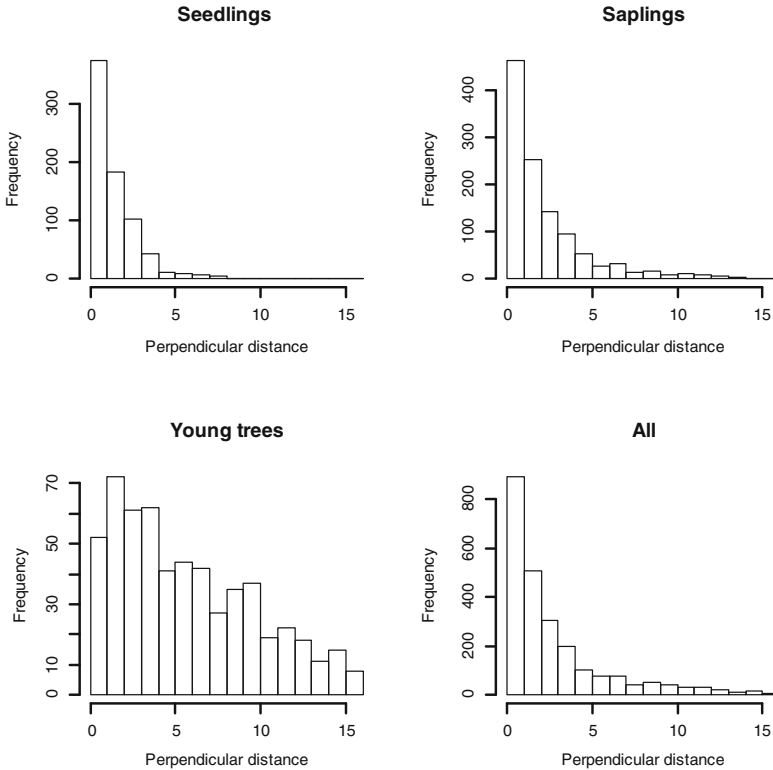 Seedlings
Frequency
300
200
100
0
0 5 10 15
Perpendicular distance
Saplings
Frequency
400
300
200
100
0
0 5 10 15
Perpendicular distance
Young trees
Frequency
70
50
30
10
0
0 5 10 15
Perpendicular distance
All
Frequency
800
600
400
200
0
0 5 10 15
Perpendicular distance